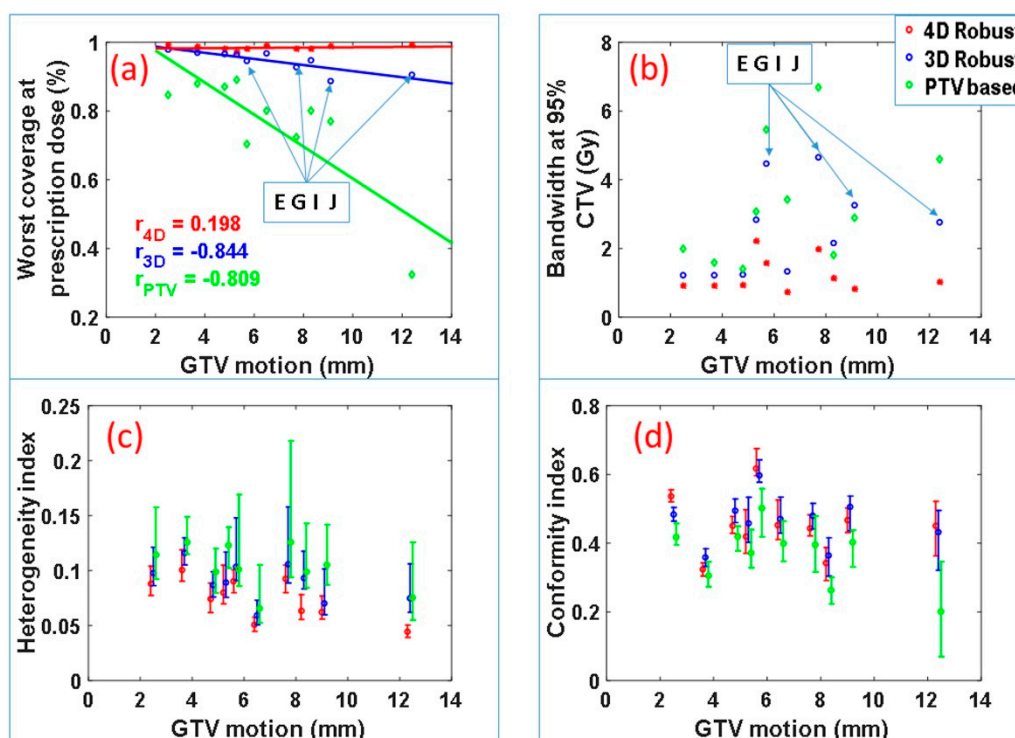 (a)
Worst coverage at
prescription dose (%)
1
0.8
0.6
0.4
0.2
E G I J
r4D = 0.198
r3D = -0.844
rPTV = -0.809
0 2 4 6 8 10 12 14
GTV motion (mm)
(b)
4D Robust
3D Robust
PTV based
Bandwidth at 95%
CTV (Gy)
8
6
4
2
0
E G I J
0 2 4 6 8 10 12 14
GTV motion (mm)
(c)
Heterogeneity index
0.25
0.2
0.15
0.1
0.05
0
0 2 4 6 8 10 12 14
GTV motion (mm)
(d)
Conformity index
0.8
0.6
0.4
0.2
0
0 2 4 6 8 10 12 14
GTV motion (mm)